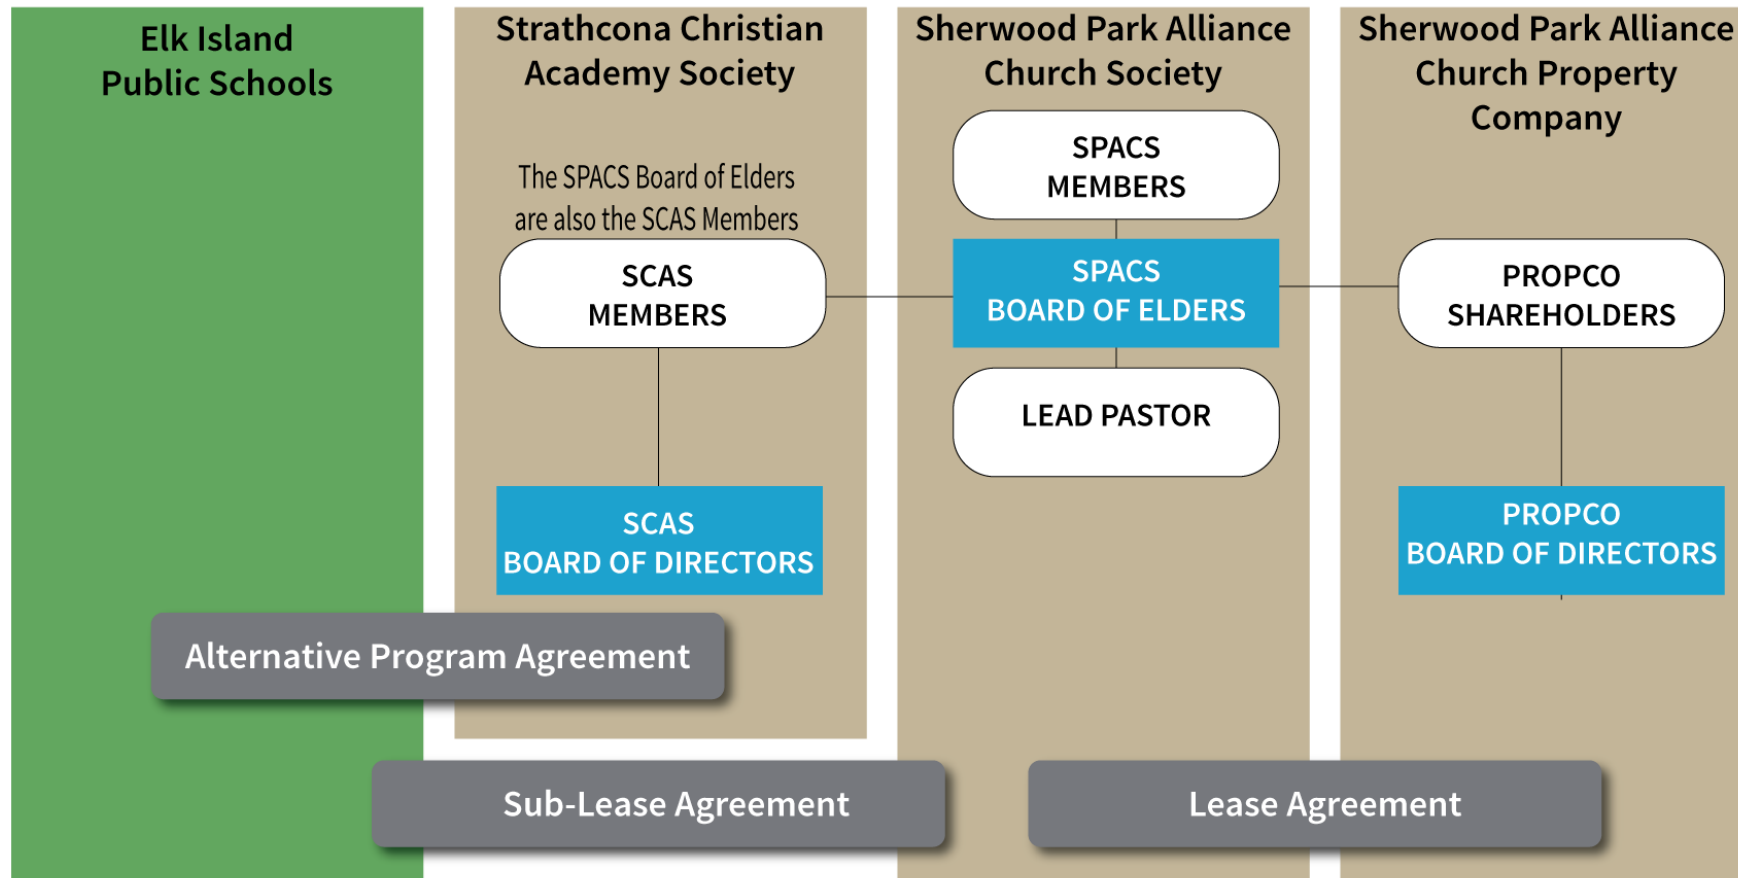 Elk Island
Public Schools
Strathcona Christian
Academy Society
The SPACS Board of Elders
are also the SCAS Members
SCAS
MEMBERS
SCAS
BOARD OF DIRECTORS
Sherwood Park Alliance
Church Society
SPACS
MEMBERS
SPACS
BOARD OF ELDERS
LEAD PASTOR
Sherwood Park Alliance
Church Property
Company
PROPCO
SHAREHOLDERS
PROPCO
BOARD OF DIRECTORS
Alternative Program Agreement
Sub-Lease Agreement
Lease Agreement